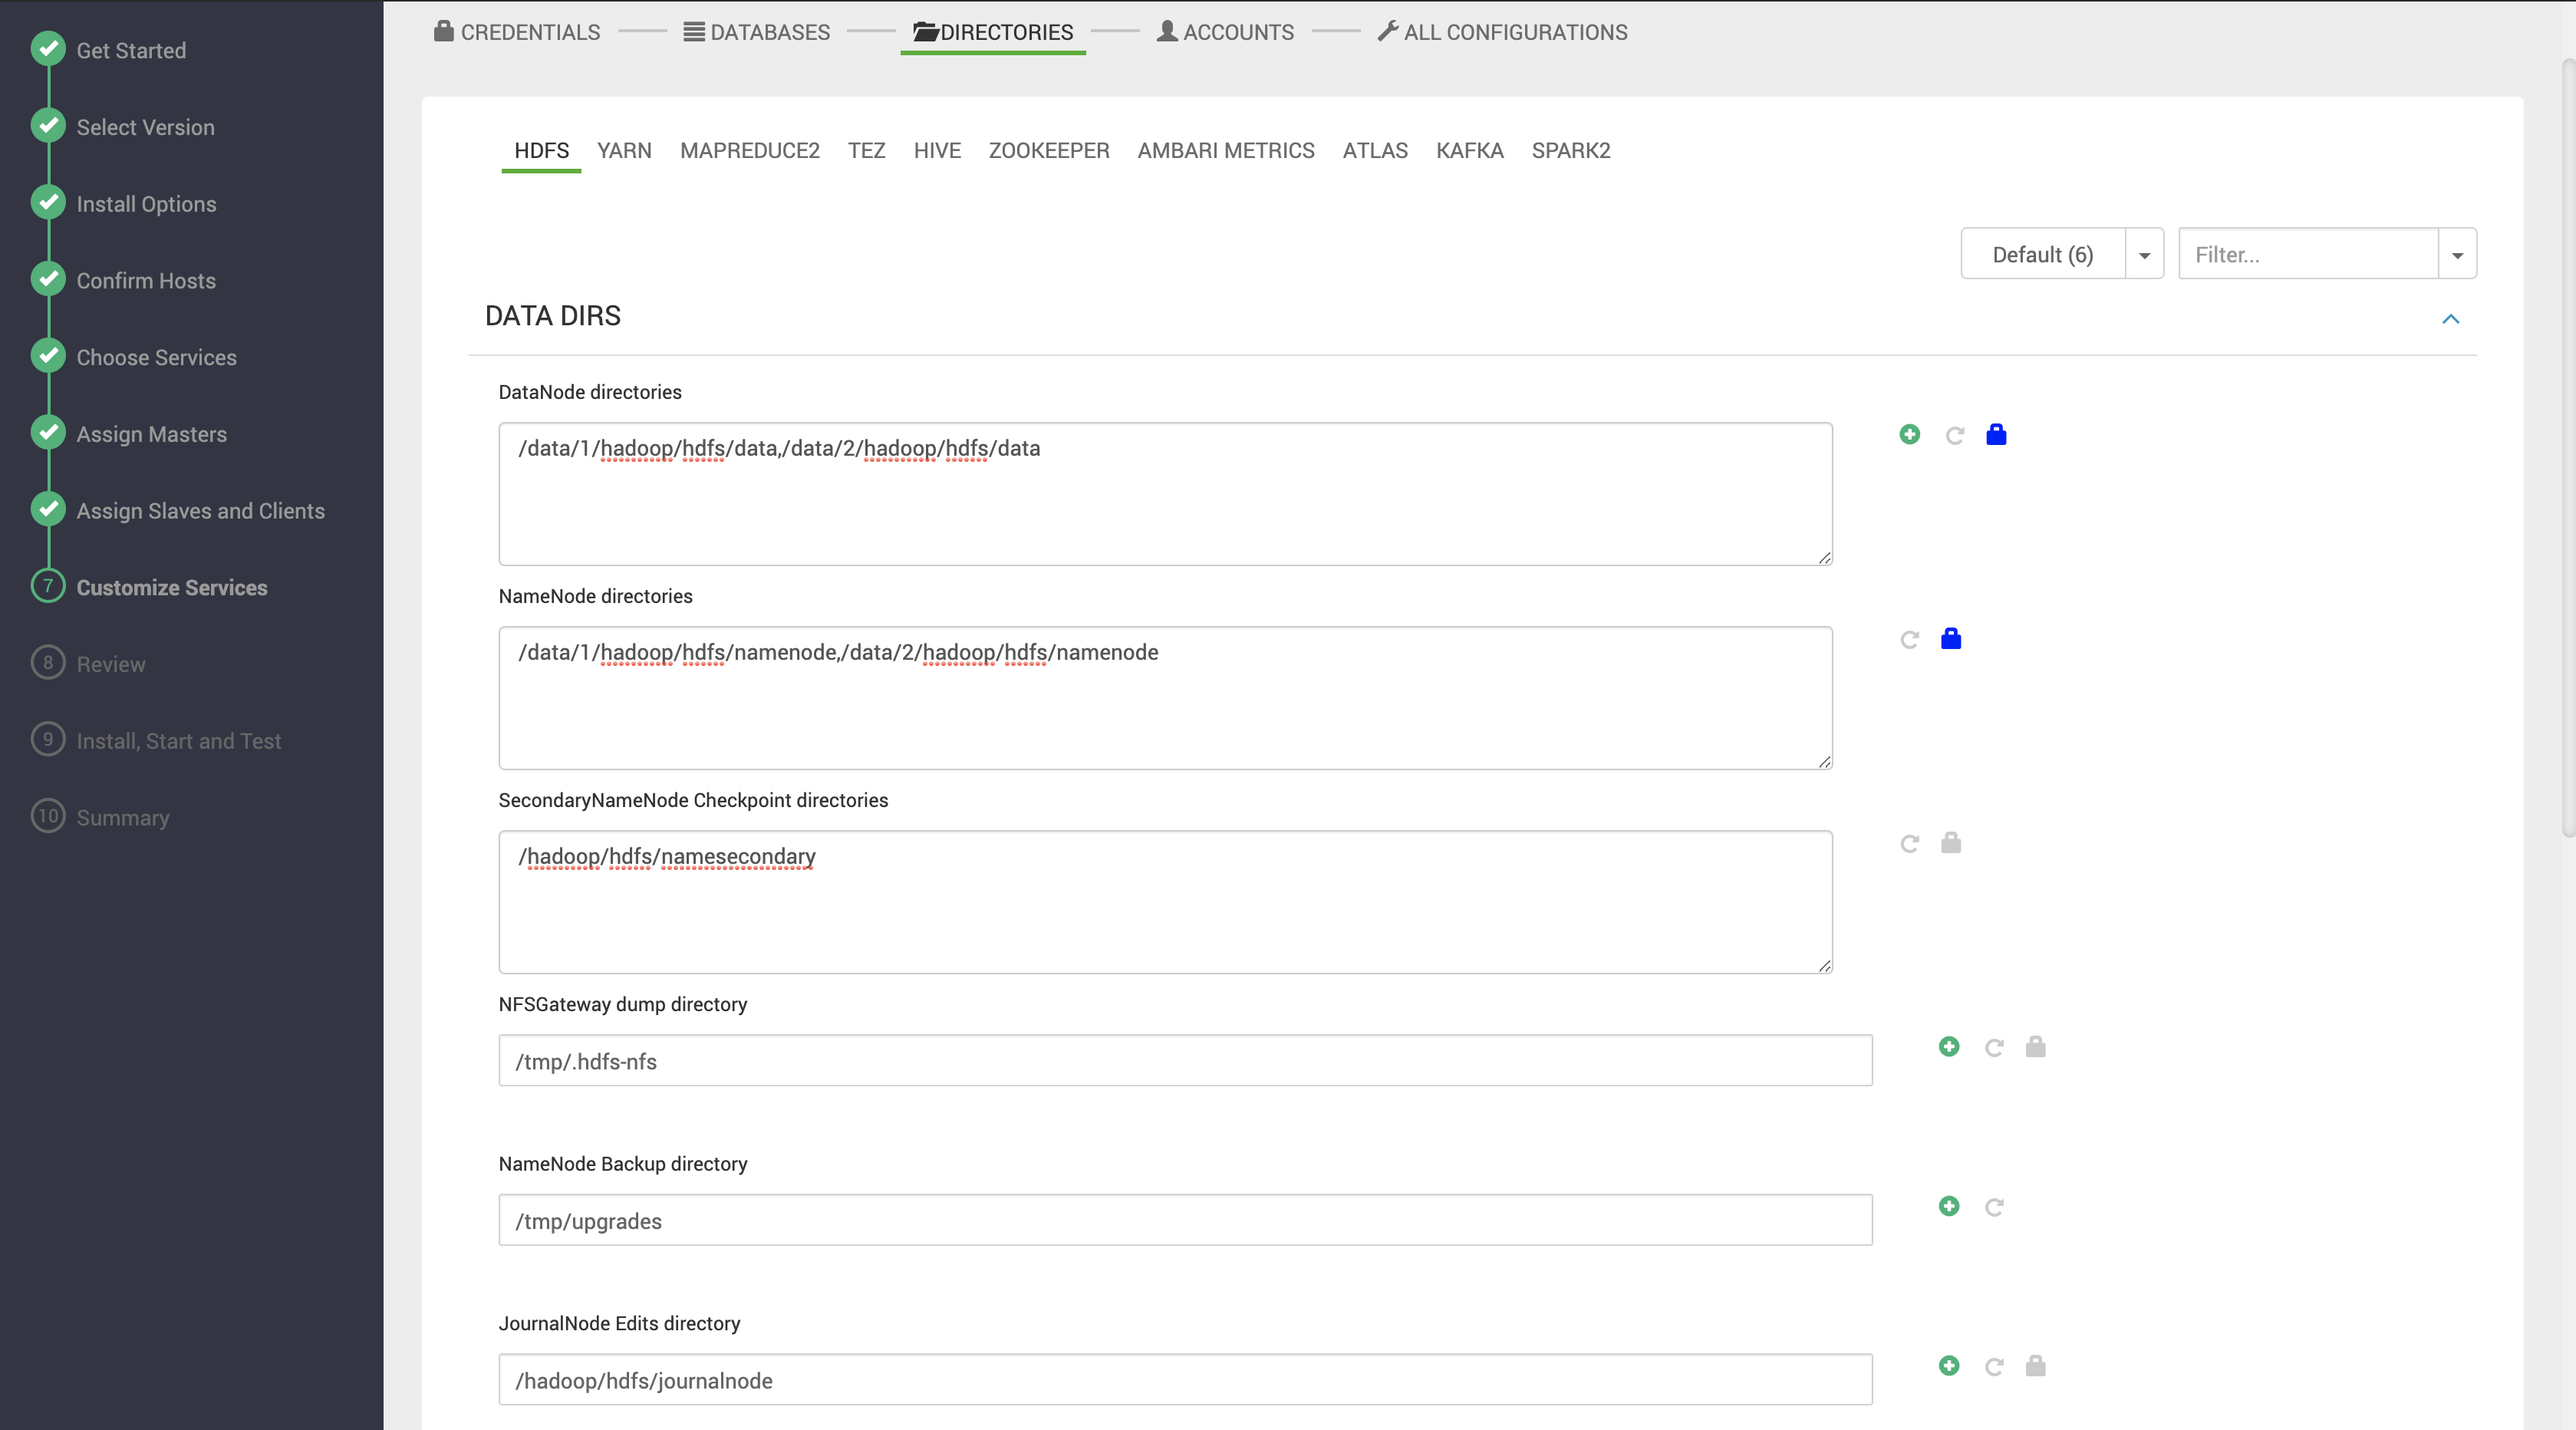 Get Started
Select Version
Install Options
Confirm Hosts
Choose Services
Assign Masters
Assign Slaves and Clients
7 Customize Services
8 Review
9 Install, Start and Test
10 Summary
CREDENTIALS DATABASES DIRECTORIES ACCOUNTS ALL CONFIGURATIONS
HDFS YARN MAPREDUCE2 TEZ HIVE ZOOKEEPER AMBARI METRICS ATLAS KAFKA SPARK2
Default (6) Filter...
DATA DIRS
DataNode directories
/data/1/hadoop/hdfs/data,/data/2/hadoop/hdfs/data
NameNode directories
/data/1/hadoop/hdfs/namenode,/data/2/hadoop/hdfs/namenode
SecondaryNameNode Checkpoint directories
/hadoop/hdfs/namesecondary
NFSGateway dump directory
/tmp/.hdfs-nfs
NameNode Backup directory
/tmp/upgrades
JournalNode Edits directory
/hadoop/hdfs/journalnode